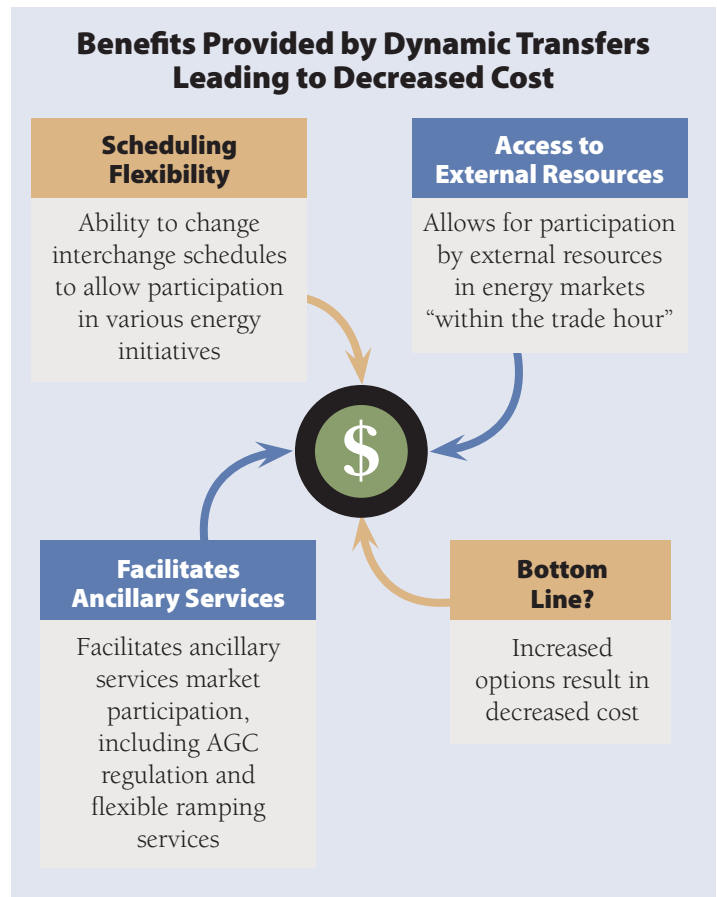 Benefits Provided by Dynamic Transfers
Leading to Decreased Cost
Scheduling
Flexibility
Ability to change
interchange schedules
to allow participation
in various energy
initiatives
Access to
External Resources
Allows for participation
by external resources
in energy markets
“within the trade hour”
$
Facilitates
Ancillary Services
Facilitates ancillary
services market
participation,
including AGC
regulation and
flexible ramping
services
Bottom
Line?
Increased
options result in
decreased cost